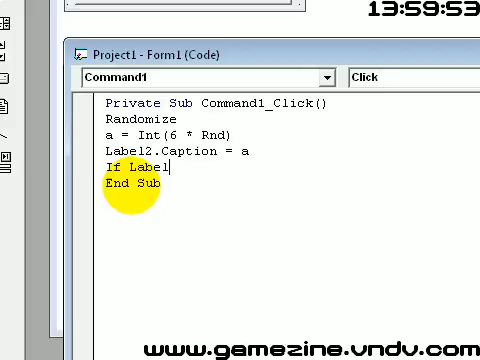 13:59:53
Project1 - Form1 (Code)
Command1
Click
Private Sub Command1_Click()
Randomize
a = Int(6 * Rnd)
Label2.Caption = a
If Label
End Sub
www.gamezine.vndv.com